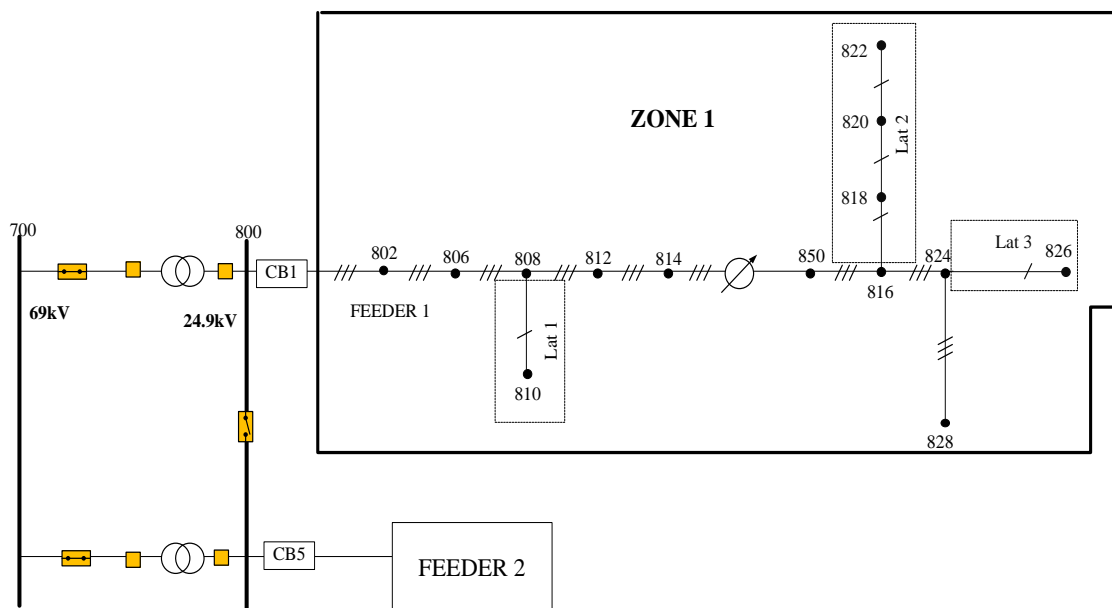 822
ZONE 1
820
Lat 2
818
700
800
802
806
808
812
814
850
816
824
Lat 3
826
CB1
69kV
24.9kV
FEEDER 1
Lat 1
810
828
CB5
FEEDER 2